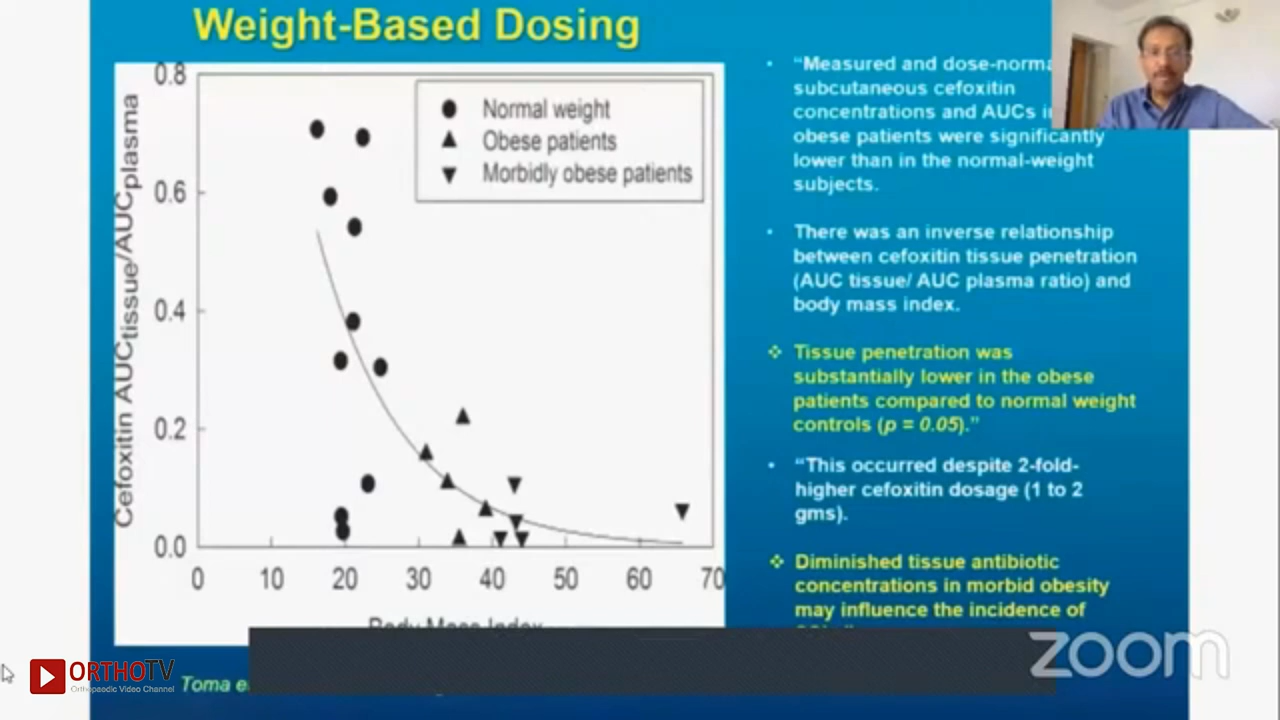 Weight-Based Dosing
0.8
0.6
0.4
0.2
0.0
Cefoxitin AUCtissue/AUCplasma
Normal weight
Obese patients
Morbidly obese patients
0 10 20 30 40 50 60 70
Body Mass Index
• "Measured and dose-norma
subcutaneous cefoxitin
concentrations and AUCs i
obese patients were significantly
lower than in the normal-weight
subjects.
• There was an inverse relationship
between cefoxitin tissue penetration
(AUC tissue/ AUC plasma ratio) and
body mass index.
❖ Tissue penetration was
substantially lower in the obese
patients compared to normal weight
controls (p = 0.05)."
• "This occurred despite 2-fold-
higher cefoxitin dosage (1 to 2
gms).
❖ Diminished tissue antibiotic
concentrations in morbid obesity
may influence the incidence of
ORTHOTV
Orthopaedic Video Channel
Toma e
zoom